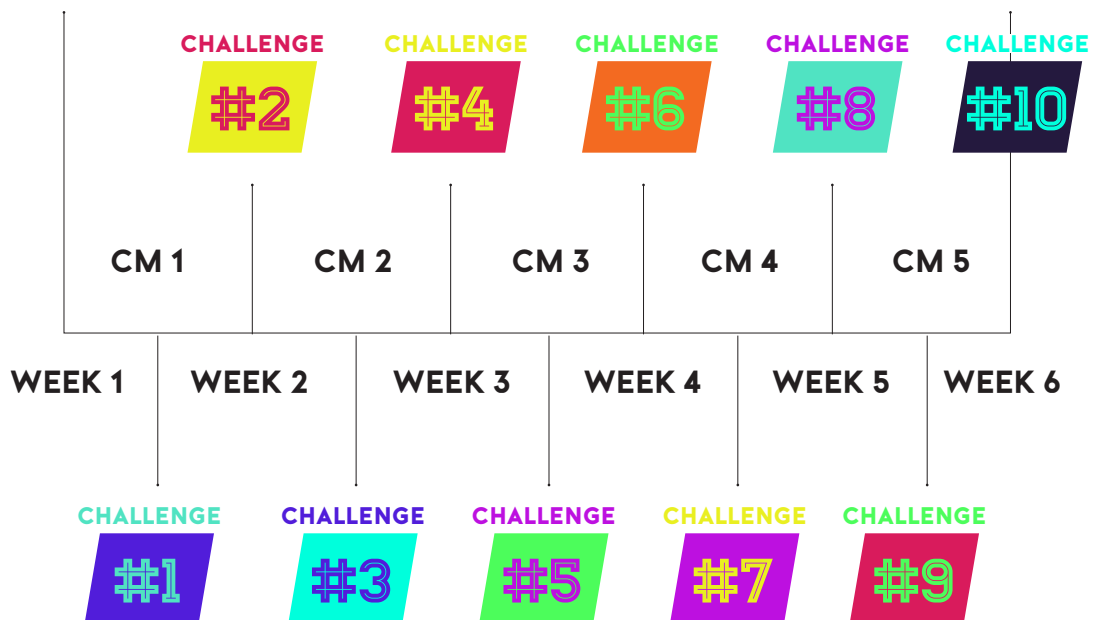 CHALLENGE CHALLENGE CHALLENGE CHALLENGE CHALLENGE
#2 #4 #6 #8 #10
CM 1 CM 2 CM 3 CM 4 CM 5
WEEK 1 WEEK 2 WEEK 3 WEEK 4 WEEK 5 WEEK 6
CHALLENGE CHALLENGE CHALLENGE CHALLENGE CHALLENGE
#1 #3 #5 #7 #9